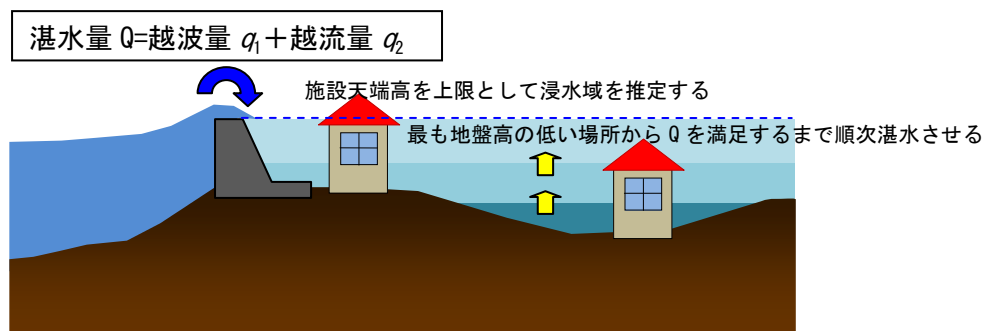 湛水量 Q=越波量 q₁＋越流量 q₂
施設天端高を上限として浸水域を推定する
最も地盤高の低い場所から Q を満足するまで順次湛水させる